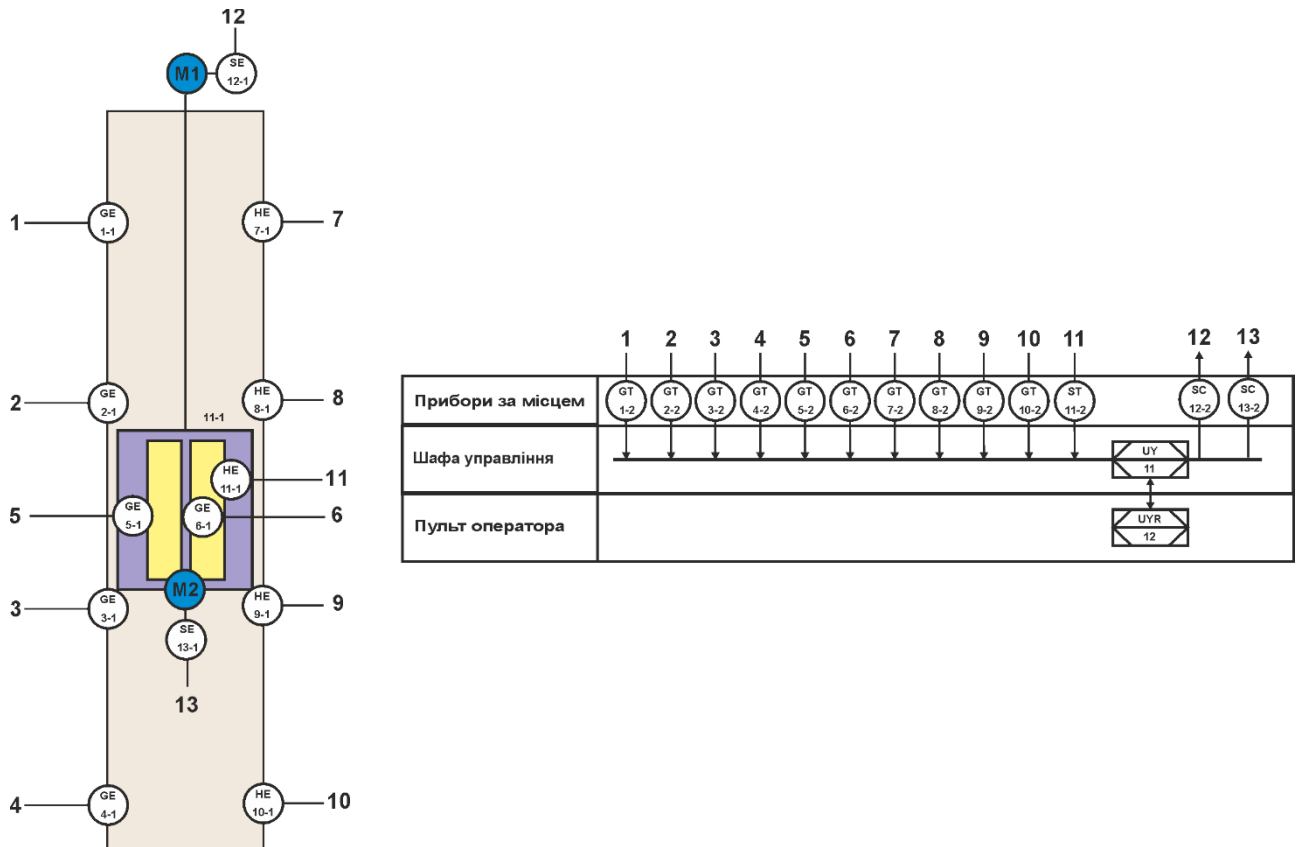 12
M1
SE
12-1
1
GE
1-1
HE
7-1
7
2
GE
2-1
HE
8-1
8
11-1
HE
11-1
11
5
GE
5-1
GE
6-1
6
M2
3
GE
3-1
HE
9-1
9
SE
13-1
13
4
GE
4-1
HE
10-1
10
1 2 3 4 5 6 7 8 9 10 11 12 13
Прибори за місцем
GT GT GT GT GT GT GT GT GT GT ST SC SC
1-2 2-2 3-2 4-2 5-2 6-2 7-2 8-2 9-2 10-2 11-2 12-2 13-2
Шафа управління
UY
11
Пульт оператора
UYR
12